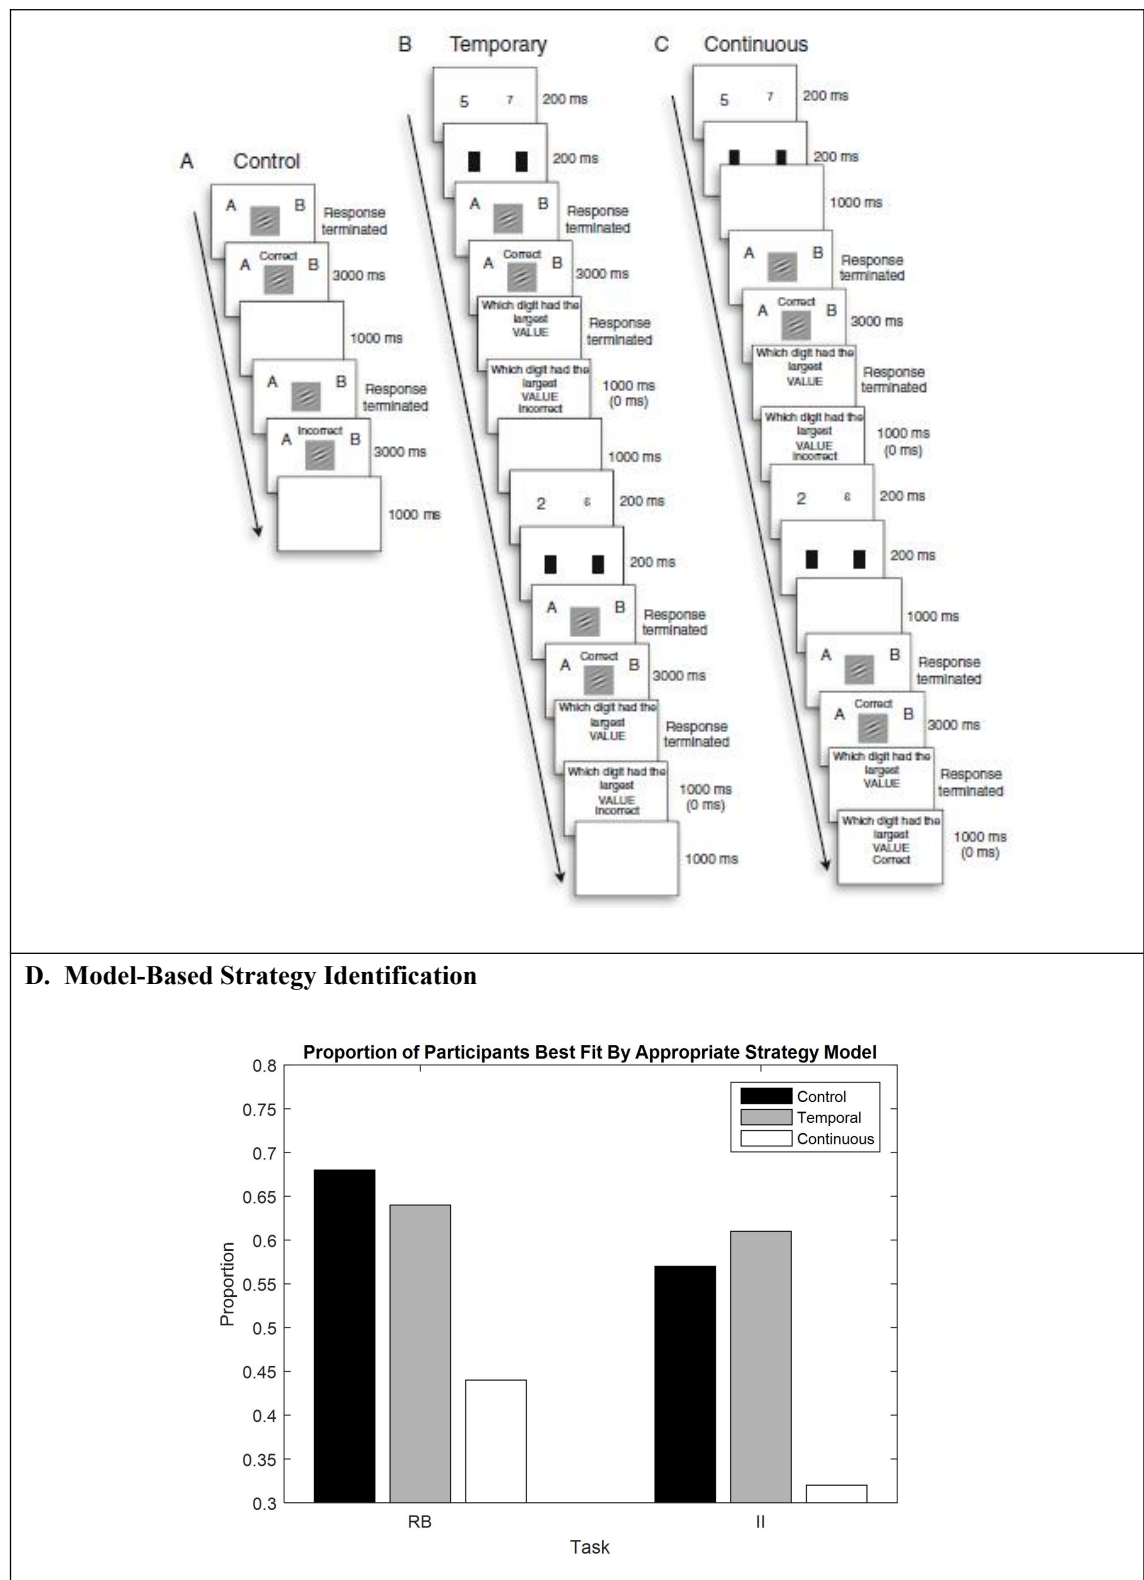 A Control
A B
Response
terminated
Correct
A B
3000 ms
1000 ms
A B
Response
terminated
Incorrect
A B
3000 ms
1000 ms
B Temporary
5 7
200 ms
200 ms
A B
Response
terminated
Correct
A B
3000 ms
Which digit had the
largest
VALUE
Response
terminated
Which digit had the
largest
VALUE
Incorrect
1000 ms
(0 ms)
1000 ms
2 6
200 ms
200 ms
A B
Response
terminated
Correct
A B
3000 ms
Which digit had the
largest
VALUE
Response
terminated
Which digit had the
largest
VALUE
Incorrect
1000 ms
(0 ms)
1000 ms
C Continuous
5 7
200 ms
200 ms
1000 ms
A B
Response
terminated
Correct
A B
3000 ms
Which digit had the
largest
VALUE
Response
terminated
Which digit had the
largest
VALUE
Incorrect
1000 ms
(0 ms)
2 6
200 ms
200 ms
1000 ms
A B
Response
terminated
Correct
A B
3000 ms
Which digit had the
largest
VALUE
Response
terminated
Which digit had the
largest
VALUE
Correct
1000 ms
(0 ms)
D. Model-Based Strategy Identification
Proportion of Participants Best Fit By Appropriate Strategy Model
0.8
0.75
0.7
0.65
0.6
0.55
0.5
0.45
0.4
0.35
0.3
Proportion
Control
Temporal
Continuous
RB II
Task